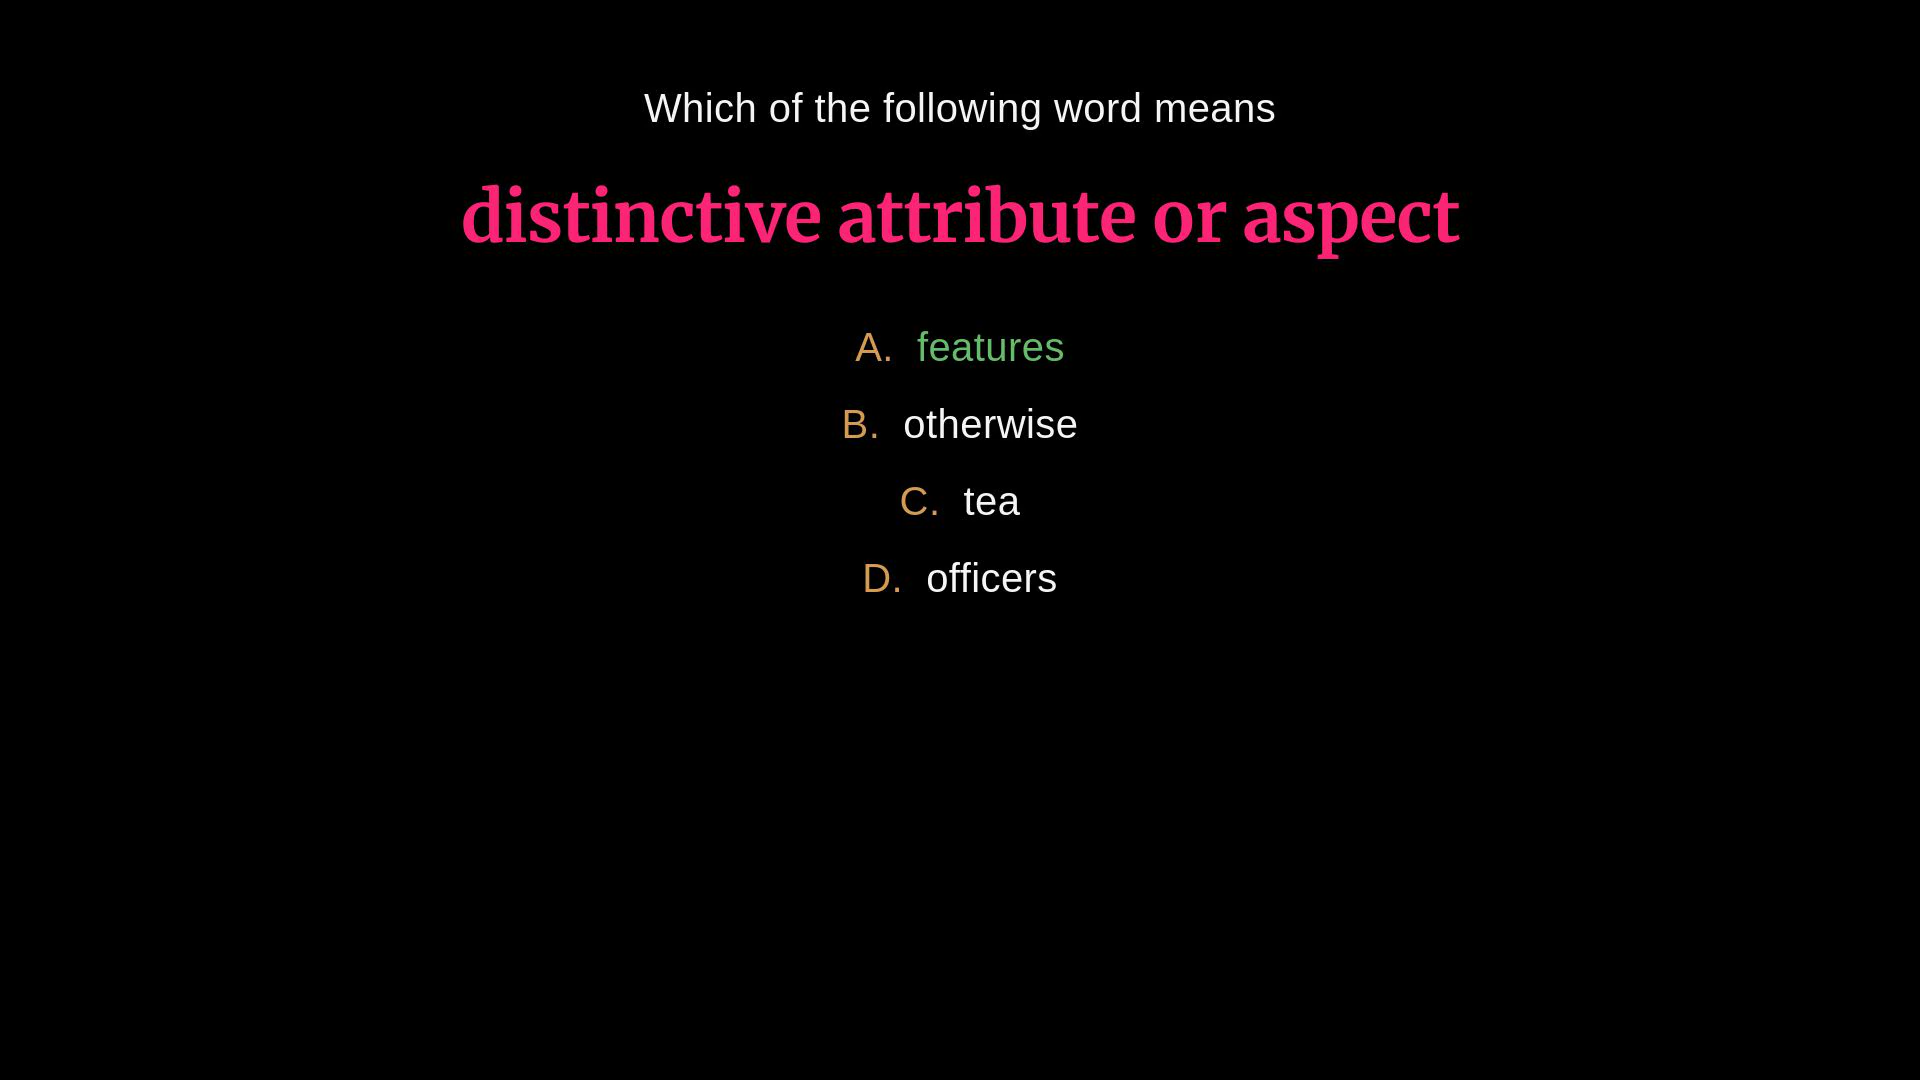 Which of the following word means
distinctive attribute or aspect
A. features
B. otherwise
C. tea
D. officers